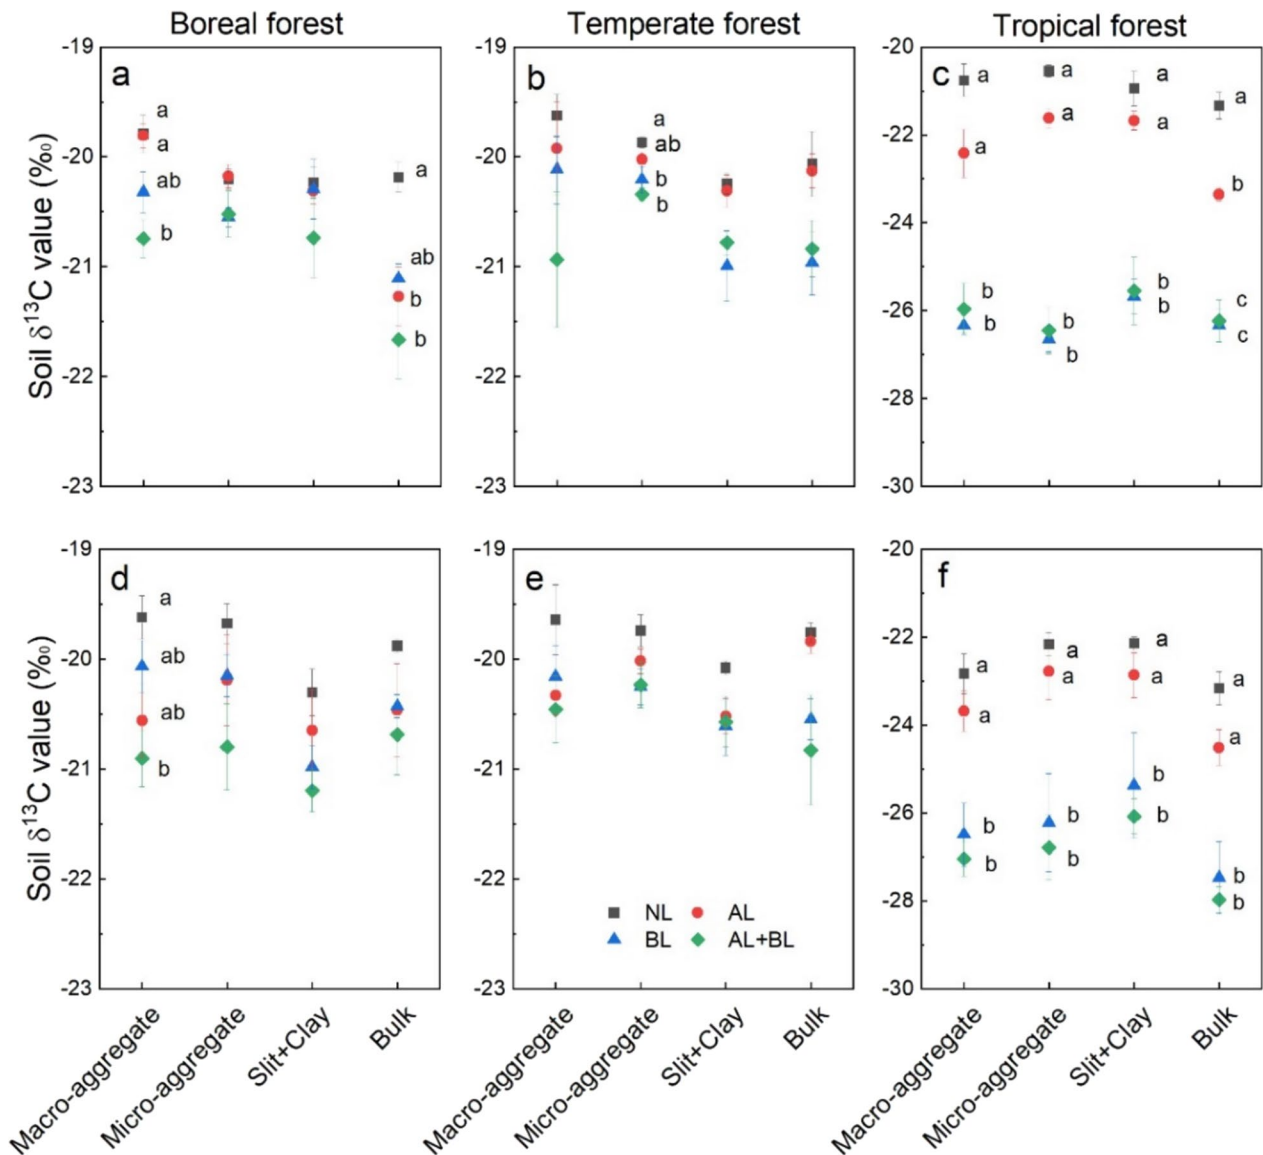 Boreal forest
Temperate forest
Tropical forest
Soil δ¹³C value (‰)
-19
-20
-21
-22
-23
a
a
a
ab
b
a
ab
b
b
-19
-20
-21
-22
-23
b
a
ab
b
b
-20
-22
-24
-26
-28
-30
c
a
a
b
b
a
a
b
b
a
a
b
b
a
b
c
c
Soil δ¹³C value (‰)
-19
-20
-21
-22
-23
d
a
ab
ab
b
-19
-20
-21
-22
-23
e
NL
AL
BL
AL+BL
-20
-22
-24
-26
-28
-30
f
a
a
b
b
a
a
b
b
a
a
b
b
a
a
b
b
Macro-aggregate
Micro-aggregate
Slit+Clay
Bulk
Macro-aggregate
Micro-aggregate
Slit+Clay
Bulk
Macro-aggregate
Micro-aggregate
Slit+Clay
Bulk